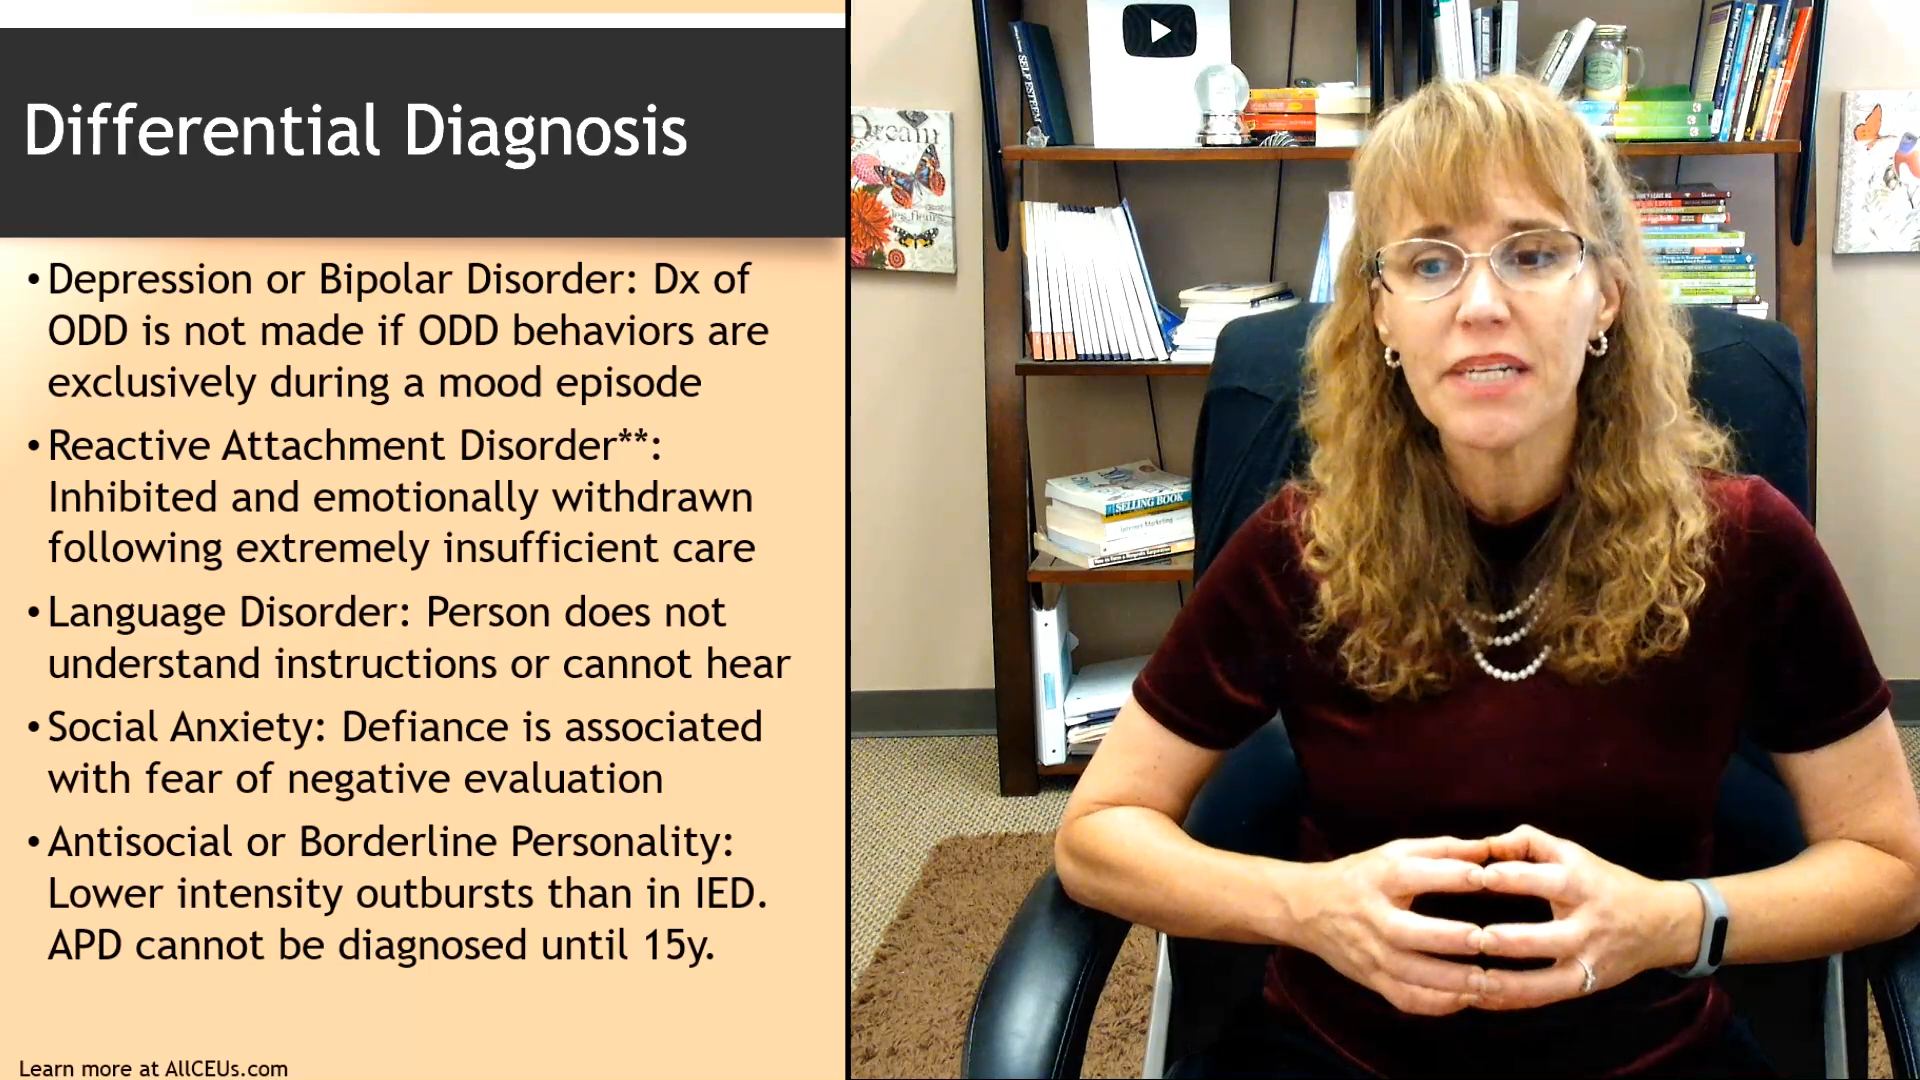 Differential Diagnosis
• Depression or Bipolar Disorder: Dx of
ODD is not made if ODD behaviors are
exclusively during a mood episode
• Reactive Attachment Disorder**:
Inhibited and emotionally withdrawn
following extremely insufficient care
• Language Disorder: Person does not
understand instructions or cannot hear
• Social Anxiety: Defiance is associated
with fear of negative evaluation
• Antisocial or Borderline Personality:
Lower intensity outbursts than in IED.
APD cannot be diagnosed until 15y.
Learn more at AllCEUs.com
Dream
les fleurs
SELF ESTEEM
SELLING BOOK
Internet Marketing